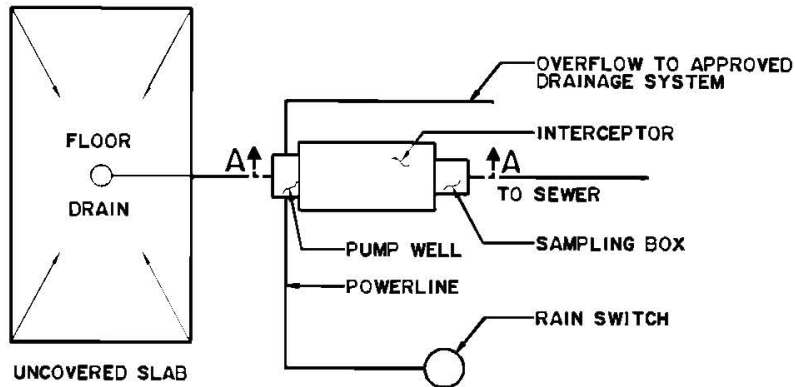 OVERFLOW TO APPROVED
DRAINAGE SYSTEM
FLOOR
INTERCEPTOR
A
A
DRAIN
TO SEWER
PUMP WELL
SAMPLING BOX
POWERLINE
RAIN SWITCH
UNCOVERED SLAB